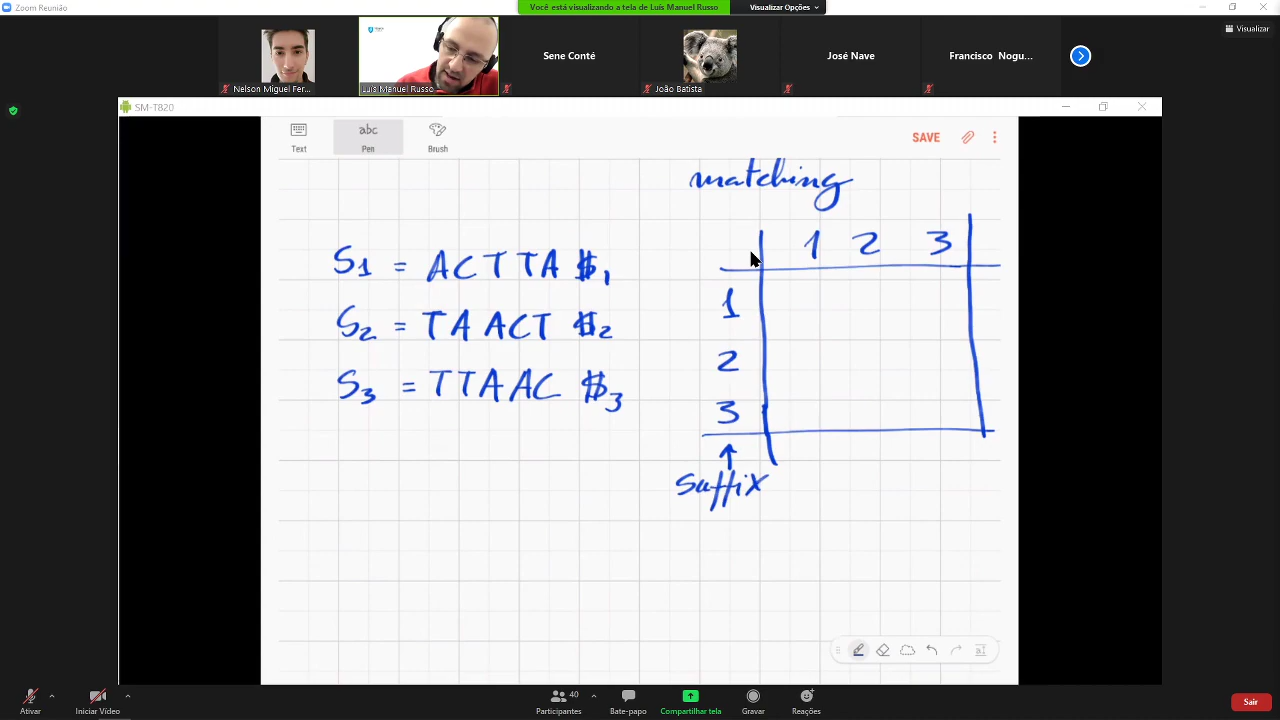 Zoom Reunião
Você está visualizando a tela de Luís Manuel Russo
Visualizar Opções
Visualizar
Nelson Miguel Fer...
Luís Manuel Russo
Sene Conté
João Batista
José Nave
Francisco Nogu...
SM-T820
Text
abc
Pen
Brush
SAVE
matching
S1 = ACTTA $1
S2 = TAACT $2
S3 = TTAAC $3
1 2 3
1
2
3
suffix
Ativar
Iniciar Vídeo
40
Participantes
Bate-papo
Compartilhar tela
Gravar
Reações
Sair